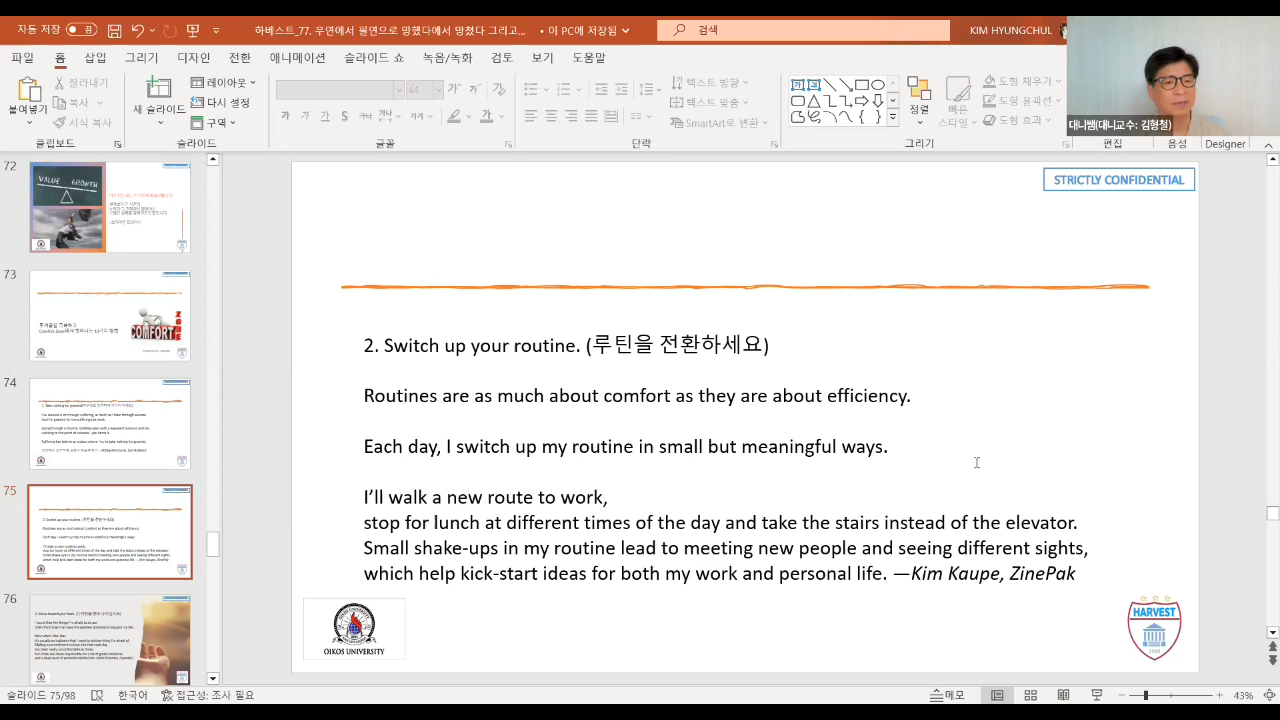 자동 저장
하베스트_77. 우연에서 필연으로 망했다에서 망쳤다 그리고... • 이 PC에 저장됨
검색
KIM HYUNGCHUL
파일 홈 삽입 그리기 디자인 전환 애니메이션 슬라이드 쇼 녹음/녹화 검토 보기 도움말
붙여넣기
잘라내기
복사
서식 복사
클립보드
새 슬라이드
레이아웃
다시 설정
구역
슬라이드
44
글꼴
텍스트 방향
텍스트 맞춤
SmartArt로 변환
단락
정렬
빠른 스타일
도형 채우기
도형 윤곽선
도형 효과
그리기
편집
음성
Designer
대니쌤(대니교수: 김형철)
72
VALUE GROWTH
73
COMFORT ZONE
74
75
76
STRICTLY CONFIDENTIAL
2. Switch up your routine. (루틴을 전환하세요)
Routines are as much about comfort as they are about efficiency.
Each day, I switch up my routine in small but meaningful ways.
I’ll walk a new route to work,
stop for lunch at different times of the day and take the stairs instead of the elevator.
Small shake-ups in my routine lead to meeting new people and seeing different sights,
which help kick-start ideas for both my work and personal life. —Kim Kaupe, ZinePak
OIKOS UNIVERSITY
HARVEST
슬라이드 75/98 한국어 접근성: 조사 필요
메모
43%